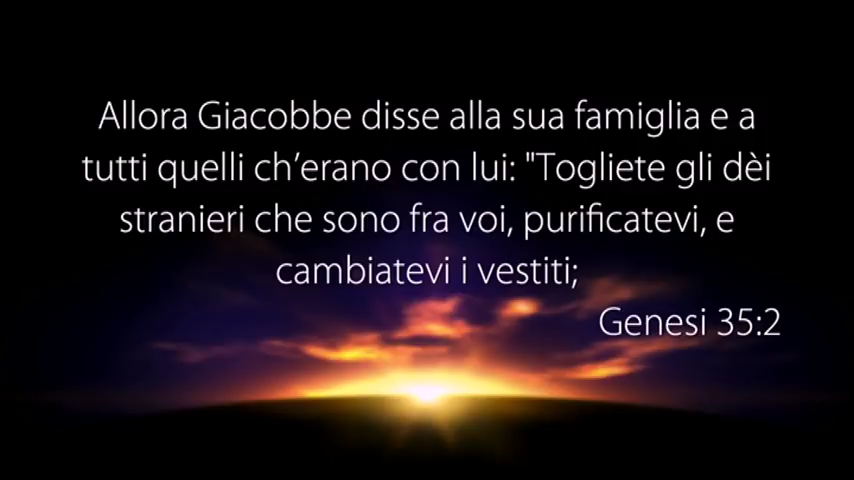 Allora Giacobbe disse alla sua famiglia e a
tutti quelli ch’erano con lui: "Togliete gli dèi
stranieri che sono fra voi, purificatevi, e
cambiatevi i vestiti;
Genesi 35:2